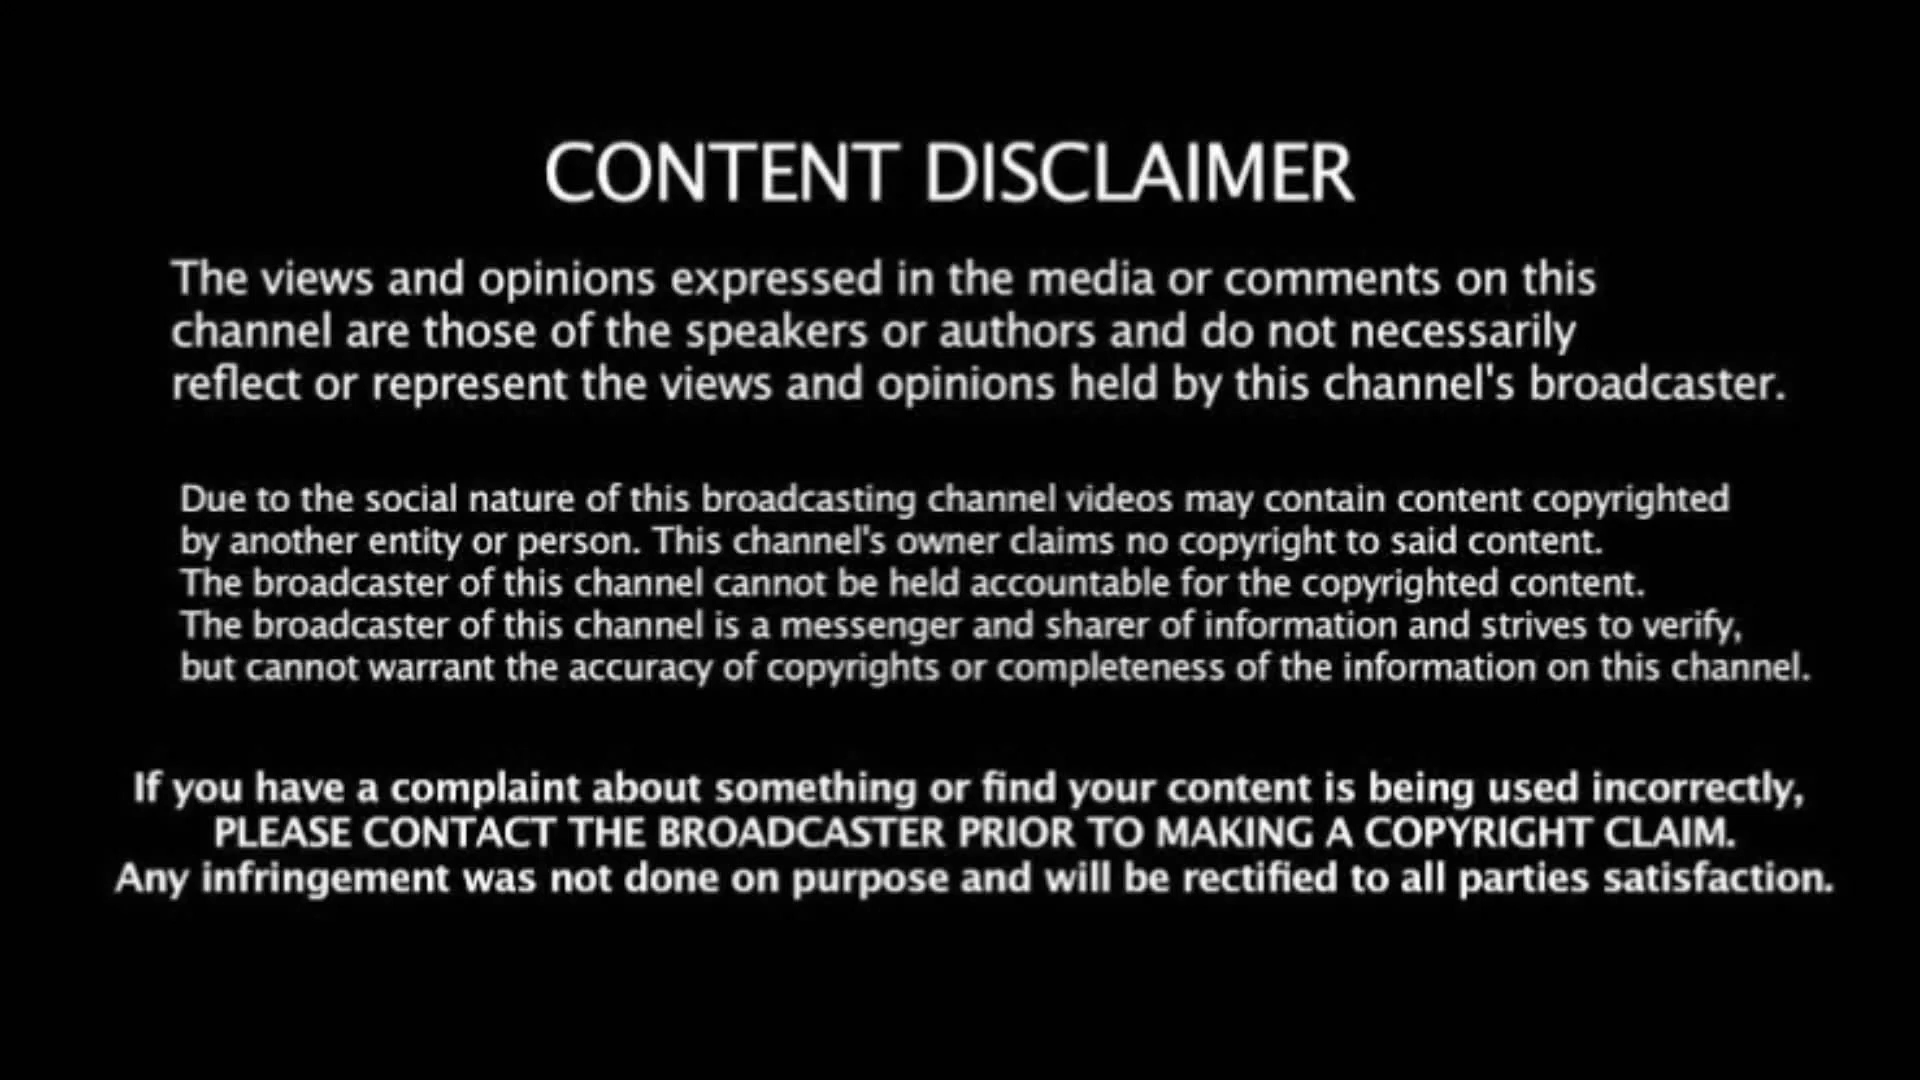 CONTENT DISCLAIMER
The views and opinions expressed in the media or comments on this
channel are those of the speakers or authors and do not necessarily
reflect or represent the views and opinions held by this channel's broadcaster.
Due to the social nature of this broadcasting channel videos may contain content copyrighted
by another entity or person. This channel's owner claims no copyright to said content.
The broadcaster of this channel cannot be held accountable for the copyrighted content.
The broadcaster of this channel is a messenger and sharer of information and strives to verify,
but cannot warrant the accuracy of copyrights or completeness of the information on this channel.
If you have a complaint about something or find your content is being used incorrectly,
PLEASE CONTACT THE BROADCASTER PRIOR TO MAKING A COPYRIGHT CLAIM.
Any infringement was not done on purpose and will be rectified to all parties satisfaction.